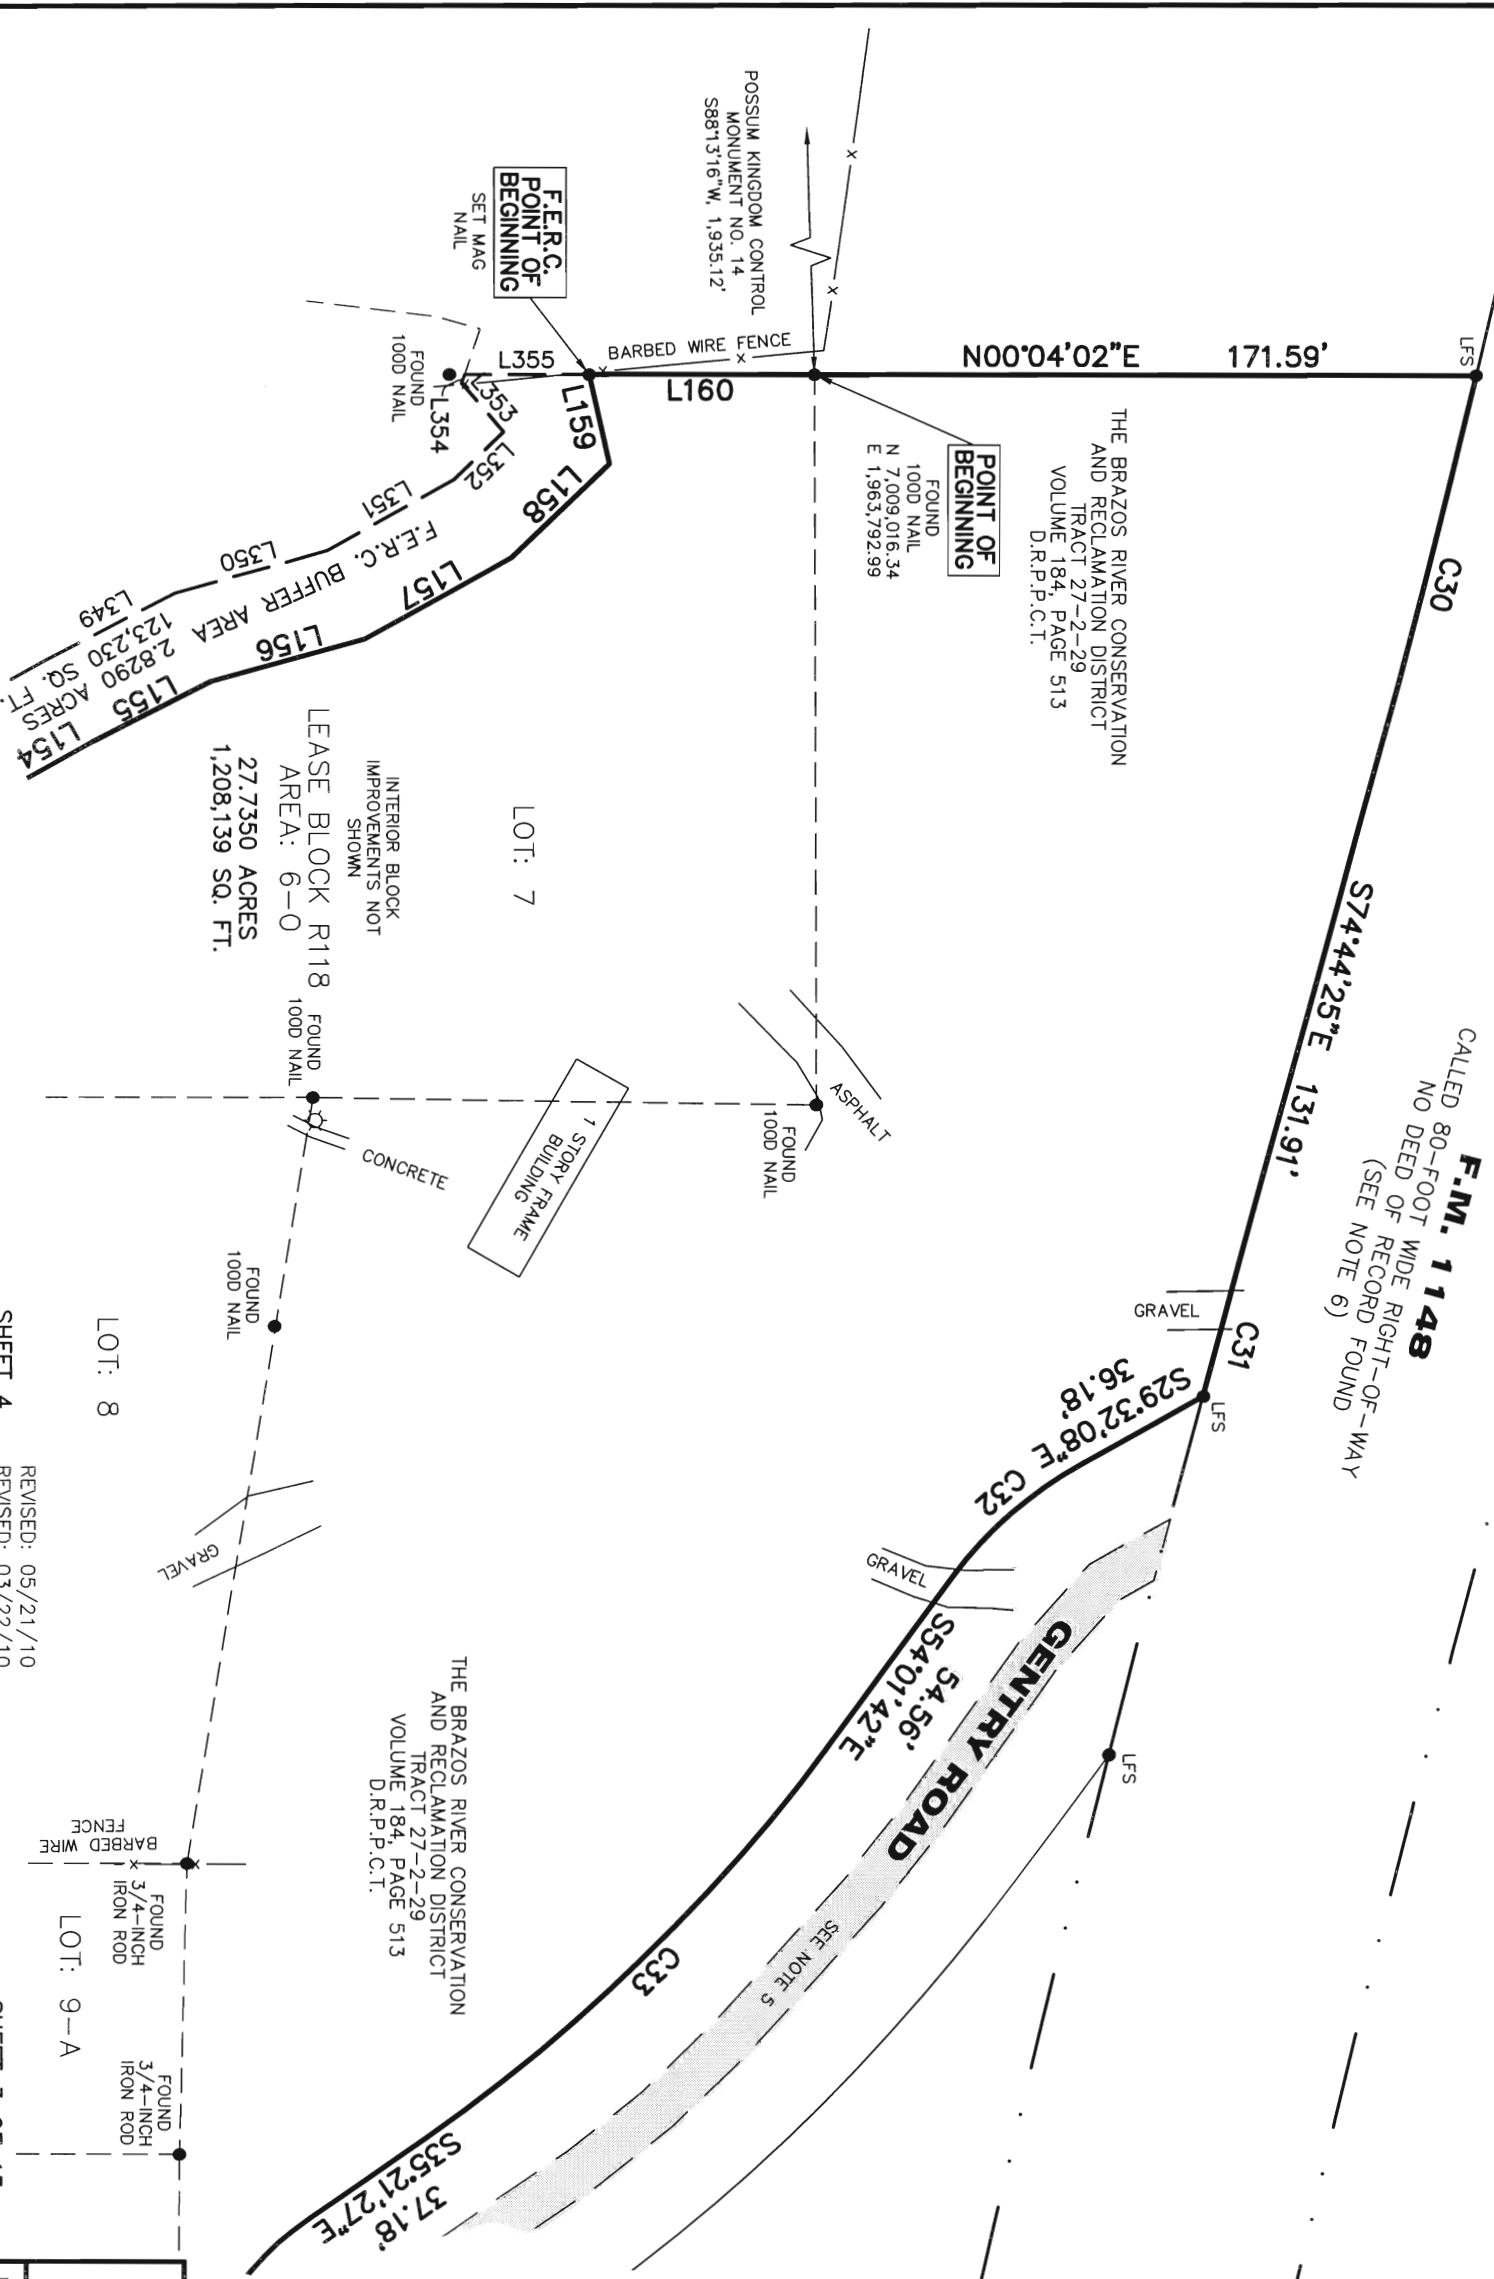 POSSUM KINGDOM CONTROL
MONUMENT NO. 14
S88°13'16"W, 1,935.12'
F.E.R.C.
POINT OF
BEGINNING
SET MAG
NAIL
BARBED WIRE FENCE
N00°04'02"E 171.59'
LFS
L160
L355
L159
FOUND
100D NAIL
L354
L353
L352
L351
L350
L349
L158
L157
L156
L155
L154
F.E.R.C. BUFFER AREA
2.8290 ACRES
123,230 SQ. FT.
POINT OF
BEGINNING
FOUND
100D NAIL
N 7,009,016.34
E 1,963,792.99
THE BRAZOS RIVER CONSERVATION
AND RECLAMATION DISTRICT
TRACT 27-2-29
VOLUME 184, PAGE 513
D.R.P.P.C.T.
C30
S74°44'25"E 131.91'
F.M. 1148
CALLED 80-FOOT WIDE RIGHT-OF-WAY
NO DEED OF RECORD FOUND
(SEE NOTE 6)
LOT: 7
INTERIOR BLOCK
IMPROVEMENTS NOT
SHOWN
LEASE BLOCK R118
AREA: 6-0
27.7350 ACRES
1,208,139 SQ. FT.
FOUND
100D NAIL
CONCRETE
1 STORY FRAME
BUILDING
FOUND
100D NAIL
ASPHALT
GRAVEL
C31
LFS
S29°32'08"E
36.18'
C32
GRAVEL
S54°01'42"E
54.56'
GENTRY ROAD
SEE NOTE 5
LFS
FOUND
100D NAIL
LOT: 8
GRAVEL
SHEET 4
REVISED: 05/21/10
REVISED: 03/22/10
THE BRAZOS RIVER CONSERVATION
AND RECLAMATION DISTRICT
TRACT 27-2-29
VOLUME 184, PAGE 513
D.R.P.P.C.T.
C33
BARBED WIRE
FENCE
FOUND
3/4-INCH
IRON ROD
LOT: 9-A
FOUND
3/4-INCH
IRON ROD
S35°21'27"E
37.18'